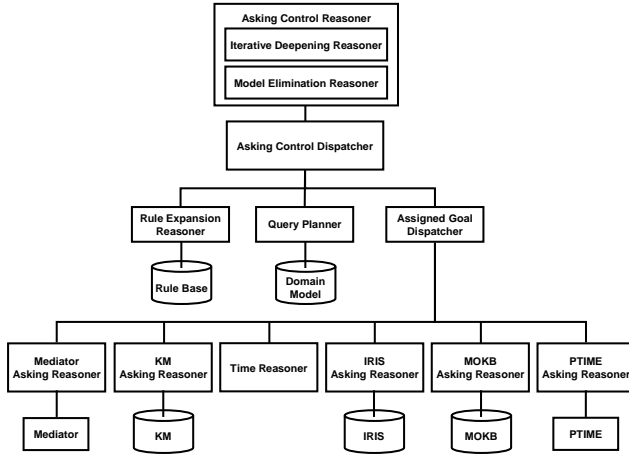 Asking Control Reasoner
Iterative Deepening Reasoner
Model Elimination Reasoner
Asking Control Dispatcher
Rule Expansion
Reasoner
Query Planner
Assigned Goal
Dispatcher
Rule Base
Domain
Model
Mediator
Asking Reasoner
KM
Asking Reasoner
Time Reasoner
IRIS
Asking Reasoner
MOKB
Asking Reasoner
PTIME
Asking Reasoner
Mediator
KM
IRIS
MOKB
PTIME